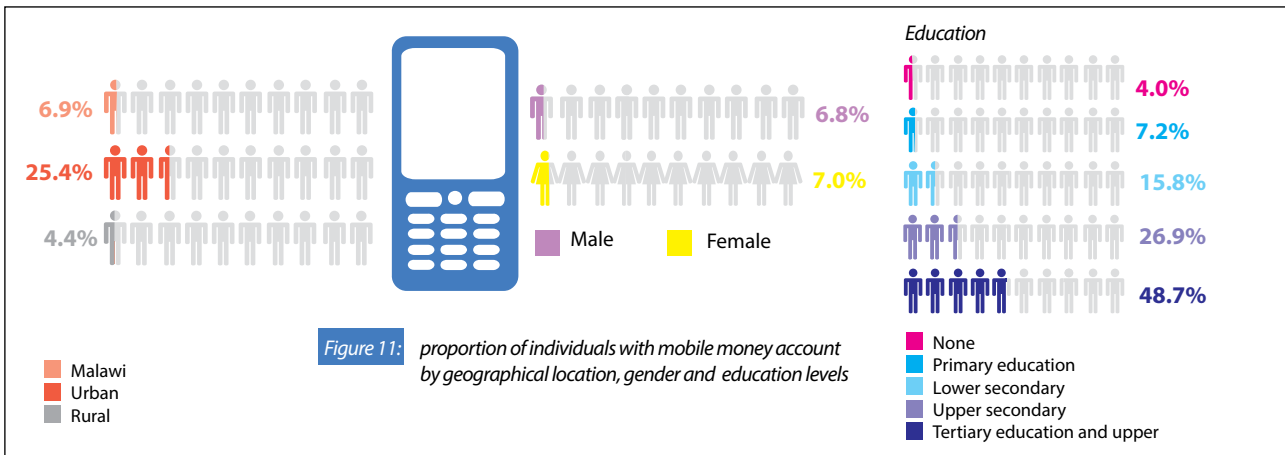 6.9%
25.4%
4.4%
Malawi
Urban
Rural
6.8%
7.0%
Male
Female
Figure 11: proportion of individuals with mobile money account
by geographical location, gender and education levels
Education
4.0%
7.2%
15.8%
26.9%
48.7%
None
Primary education
Lower secondary
Upper secondary
Tertiary education and upper